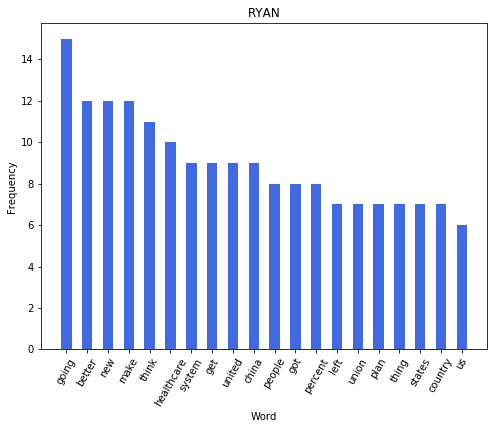 RYAN
Frequency
14
12
10
8
6
4
2
0
going
better
new
make
think
healthcare
system
get
united
china
people
got
percent
left
union
plan
thing
states
country
us
Word